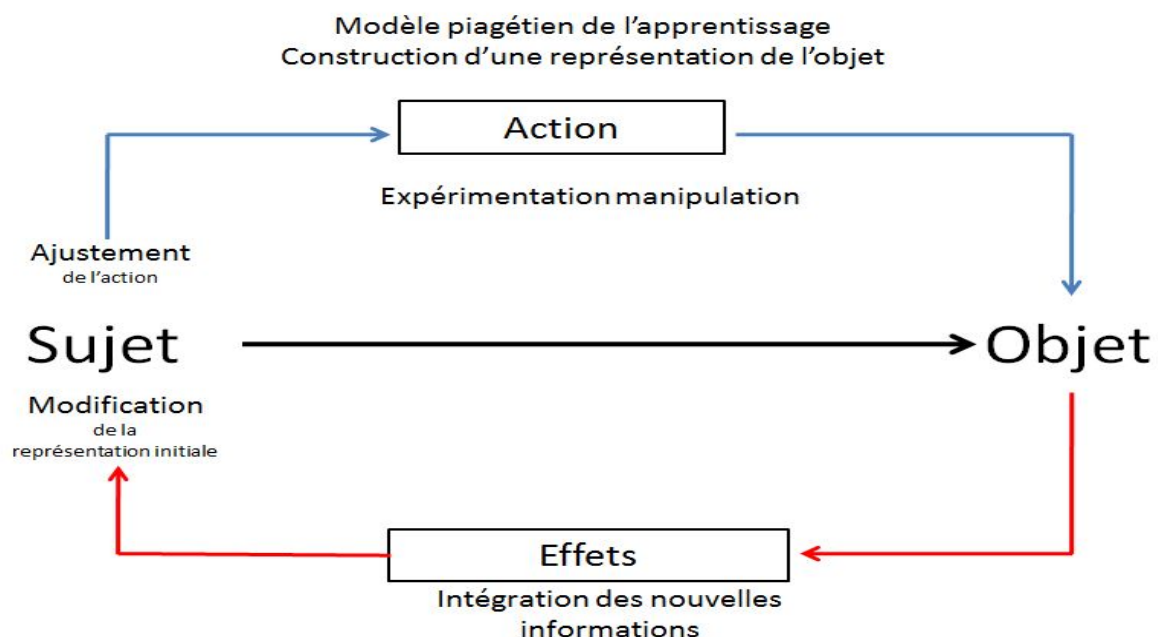 Modèle piagétien de l'apprentissage
Construction d'une représentation de l'objet
Action
Expérimentation manipulation
Ajustement
de l'action
Sujet
Objet
Modification
de la
représentation initiale
Effets
Intégration des nouvelles
informations